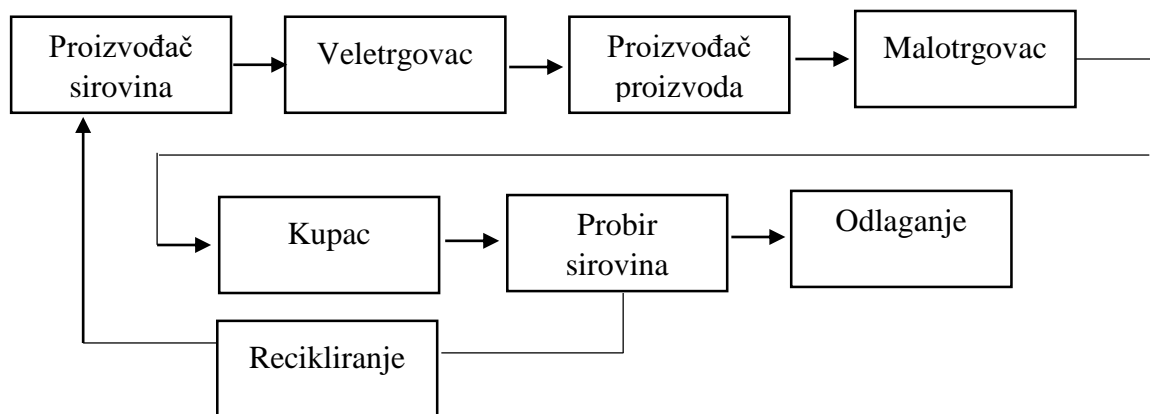 Proizvođač
sirovina
Veletrgovac
Proizvođač
proizvoda
Malotrgovac
Kupac
Probir
sirovina
Odlaganje
Recikliranje